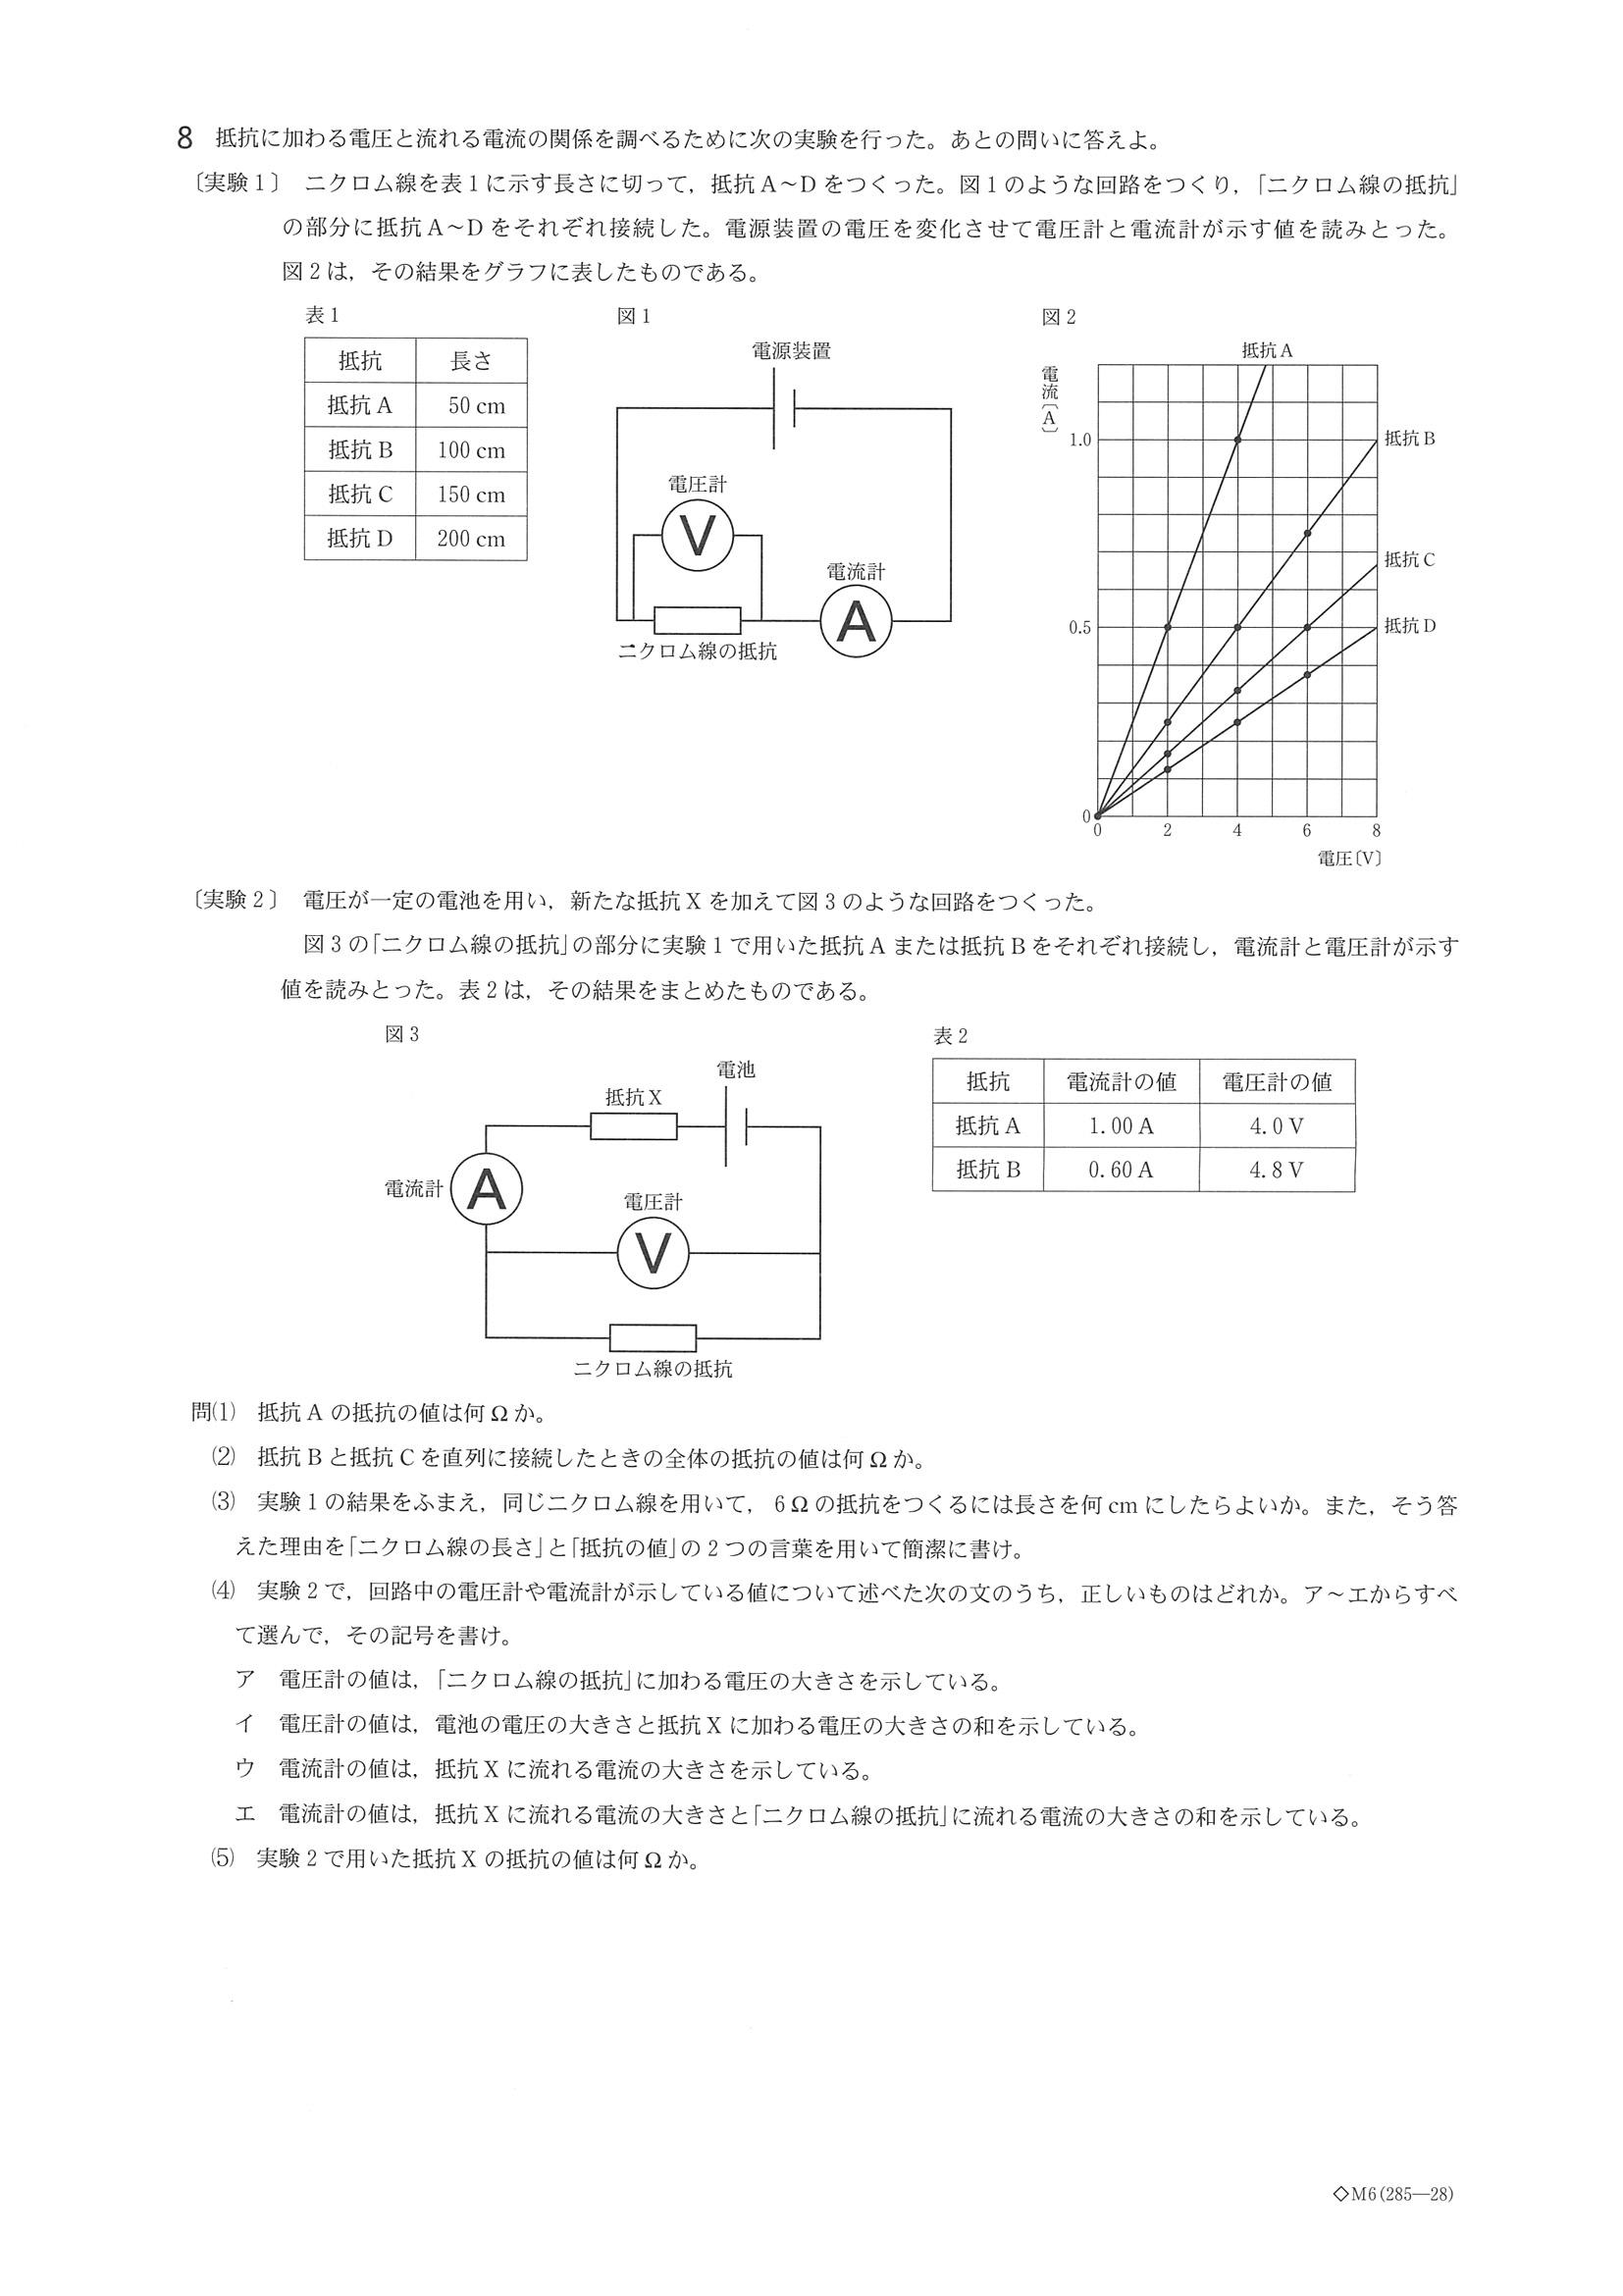 8 抵抗に加わる電圧と流れる電流の関係を調べるために次の実験を行った。あとの問いに答えよ。
〔実験1〕 ニクロム線を表1に示す長さに切って，抵抗A～Dをつくった。図1のような回路をつくり，「ニクロム線の抵抗」
の部分に抵抗A～Dをそれぞれ接続した。電源装置の電圧を変化させて電圧計と電流計が示す値を読みとった。
図2は，その結果をグラフに表したものである。
表1
抵抗 長さ
抵抗A 50 cm
抵抗B 100 cm
抵抗C 150 cm
抵抗D 200 cm
図1
電源装置
電圧計
V
電流計
A
ニクロム線の抵抗
図2
抵抗A
電流〔A〕
1.0
抵抗B
抵抗C
0.5
抵抗D
0
0 2 4 6 8
電圧〔V〕
〔実験2〕 電圧が一定の電池を用い，新たな抵抗Xを加えて図3のような回路をつくった。
図3の「ニクロム線の抵抗」の部分に実験1で用いた抵抗Aまたは抵抗Bをそれぞれ接続し，電流計と電圧計が示す
値を読みとった。表2は，その結果をまとめたものである。
図3
電池
抵抗X
電流計
A
電圧計
V
ニクロム線の抵抗
表2
抵抗 電流計の値 電圧計の値
抵抗A 1.00 A 4.0 V
抵抗B 0.60 A 4.8 V
問⑴ 抵抗Aの抵抗の値は何Ωか。
⑵ 抵抗Bと抵抗Cを直列に接続したときの全体の抵抗の値は何Ωか。
⑶ 実験1の結果をふまえ，同じニクロム線を用いて，6Ωの抵抗をつくるには長さを何cmにしたらよいか。また，そう答
えた理由を「ニクロム線の長さ」と「抵抗の値」の2つの言葉を用いて簡潔に書け。
⑷ 実験2で，回路中の電圧計や電流計が示している値について述べた次の文のうち，正しいものはどれか。ア～エからすべ
て選んで，その記号を書け。
ア 電圧計の値は，「ニクロム線の抵抗」に加わる電圧の大きさを示している。
イ 電圧計の値は，電池の電圧の大きさと抵抗Xに加わる電圧の大きさの和を示している。
ウ 電流計の値は，抵抗Xに流れる電流の大きさを示している。
エ 電流計の値は，抵抗Xに流れる電流の大きさと「ニクロム線の抵抗」に流れる電流の大きさの和を示している。
⑸ 実験2で用いた抵抗Xの抵抗の値は何Ωか。
◇M6(285—28)